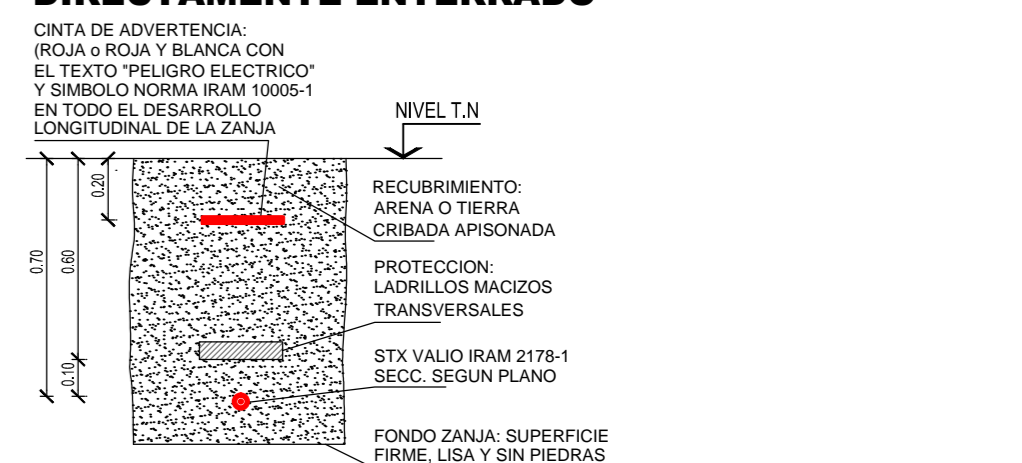 DIRECTAMENTE ENTERRADO
CINTA DE ADVERTENCIA:
(ROJA o ROJA Y BLANCA CON
EL TEXTO "PELIGRO ELECTRICO"
Y SIMBOLO NORMA IRAM 10005-1
EN TODO EL DESARROLLO
LONGITUDINAL DE LA ZANJA
NIVEL T.N
0.20
0.70
0.60
0.10
RECUBRIMIENTO:
ARENA O TIERRA
CRIBADA APISONADA
PROTECCION:
LADRILLOS MACIZOS
TRANSVERSALES
STX VALIO IRAM 2178-1
SECC. SEGUN PLANO
FONDO ZANJA: SUPERFICIE
FIRME, LISA Y SIN PIEDRAS